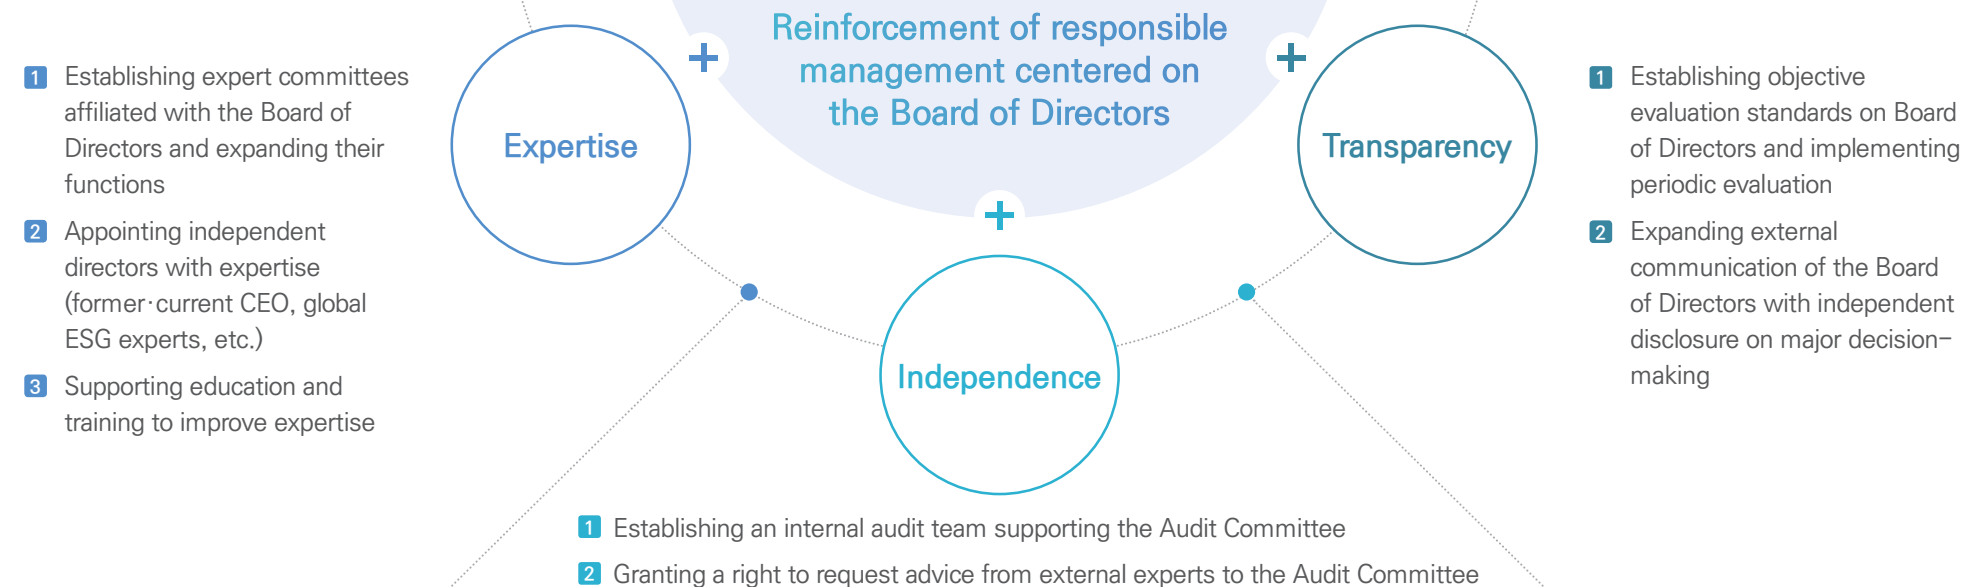 Reinforcement of responsible
management centered on
the Board of Directors
Expertise
1 Establishing expert committees
affiliated with the Board of
Directors and expanding their
functions
2 Appointing independent
directors with expertise
(former·current CEO, global
ESG experts, etc.)
3 Supporting education and
training to improve expertise
Transparency
1 Establishing objective
evaluation standards on Board
of Directors and implementing
periodic evaluation
2 Expanding external
communication of the Board
of Directors with independent
disclosure on major decision-
making
Independence
1 Establishing an internal audit team supporting the Audit Committee
2 Granting a right to request advice from external experts to the Audit Committee